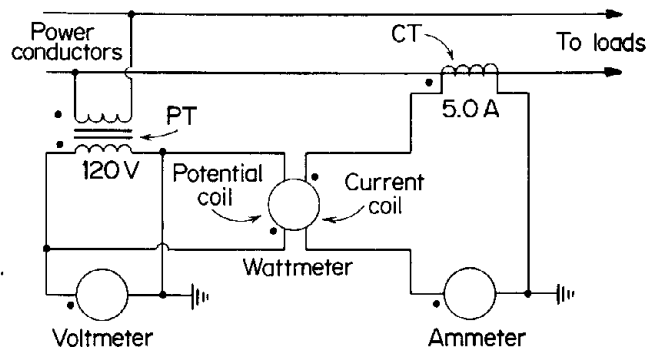 Power
conductors
CT
To loads
PT
5.0 A
120 V
Potential
coil
Current
coil
Wattmeter
Voltmeter
Ammeter